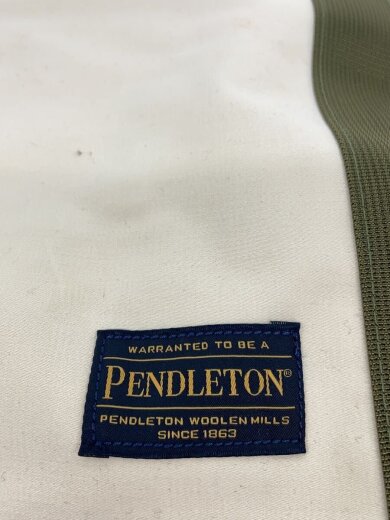 WARRANTED TO BE A
PENDLETON®
PENDLETON WOOLEN MILLS
SINCE 1863